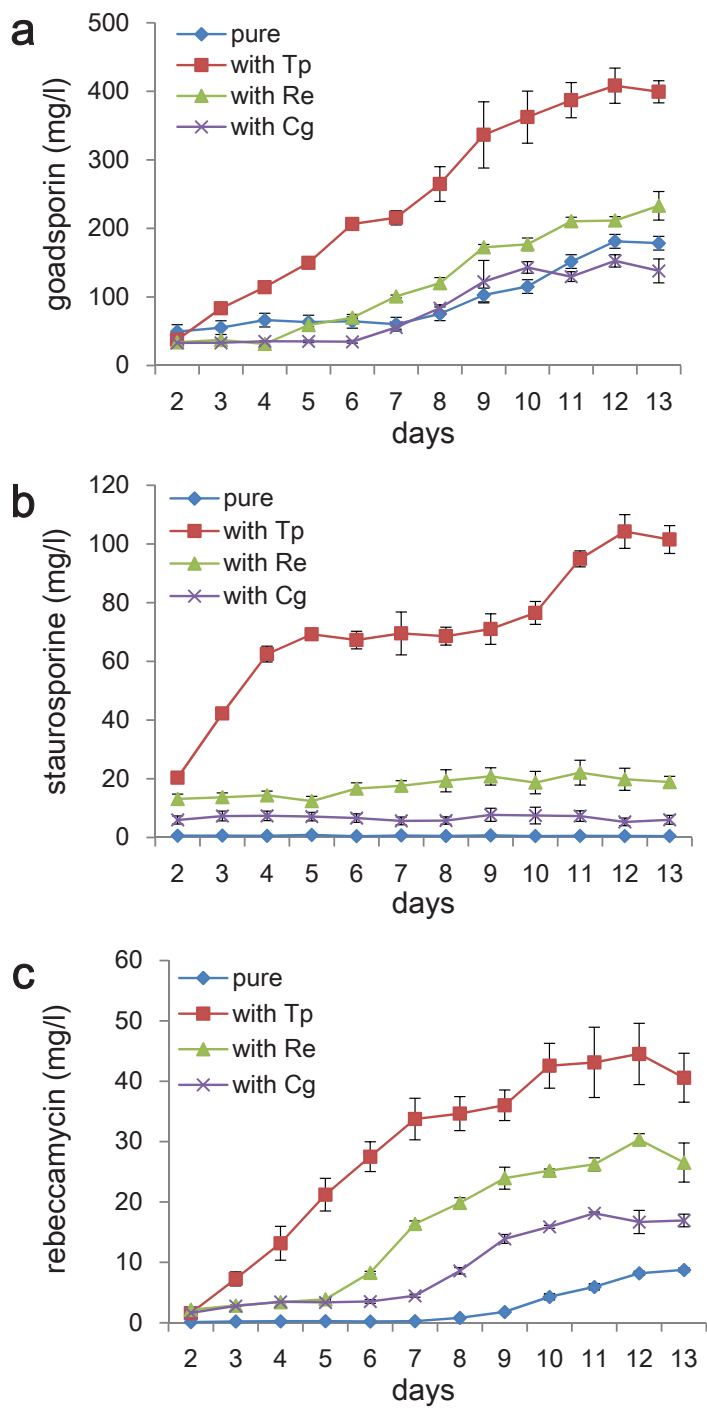 a
500
400
300
200
100
0
goadsporin (mg/l)
pure
with Tp
with Re
with Cg
2 3 4 5 6 7 8 9 10 11 12 13
days
b
120
100
80
60
40
20
0
staurosporine (mg/l)
pure
with Tp
with Re
with Cg
2 3 4 5 6 7 8 9 10 11 12 13
days
c
60
50
40
30
20
10
0
rebeccamycin (mg/l)
pure
with Tp
with Re
with Cg
2 3 4 5 6 7 8 9 10 11 12 13
days